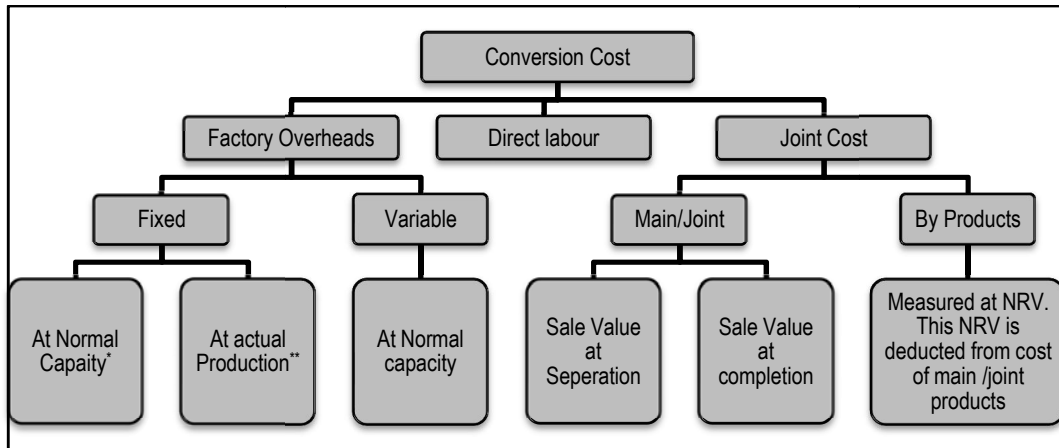 Conversion Cost
Factory Overheads
Direct labour
Joint Cost
Fixed
Variable
Main/Joint
By Products
At Normal
Capaity*
At actual
Production**
At Normal
capacity
Sale Value
at
Seperation
Sale Value
at
completion
Measured at NRV.
This NRV is
deducted from cost
of main /joint
products